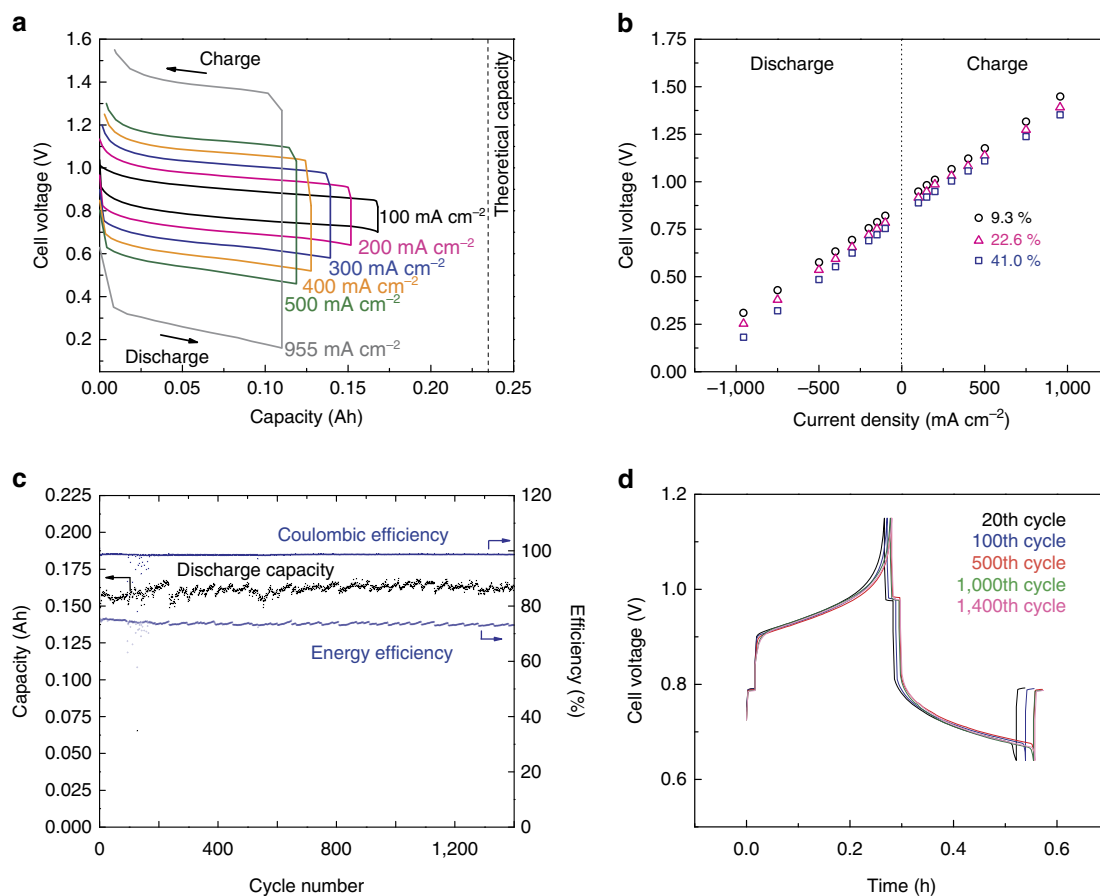 a
Charge
Discharge
Theoretical capacity
100 mA cm⁻²
200 mA cm⁻²
300 mA cm⁻²
400 mA cm⁻²
500 mA cm⁻²
955 mA cm⁻²
Cell voltage (V)
1.6
1.4
1.2
1.0
0.8
0.6
0.4
0.2
0.00 0.05 0.10 0.15 0.20 0.25
Capacity (Ah)
b
Discharge Charge
9.3 %
22.6 %
41.0 %
Cell voltage (V)
1.75
1.50
1.25
1.00
0.75
0.50
0.25
0.00
−1,000 −500 0 500 1,000
Current density (mA cm⁻²)
c
Coulombic efficiency
Discharge capacity
Energy efficiency
Capacity (Ah)
0.225
0.200
0.175
0.150
0.125
0.100
0.075
0.050
0.025
0.000
120
100
80
60
40
20
0
Efficiency (%)
0 400 800 1,200
Cycle number
d
20th cycle
100th cycle
500th cycle
1,000th cycle
1,400th cycle
Cell voltage (V)
1.2
1.0
0.8
0.6
0.0 0.2 0.4 0.6
Time (h)